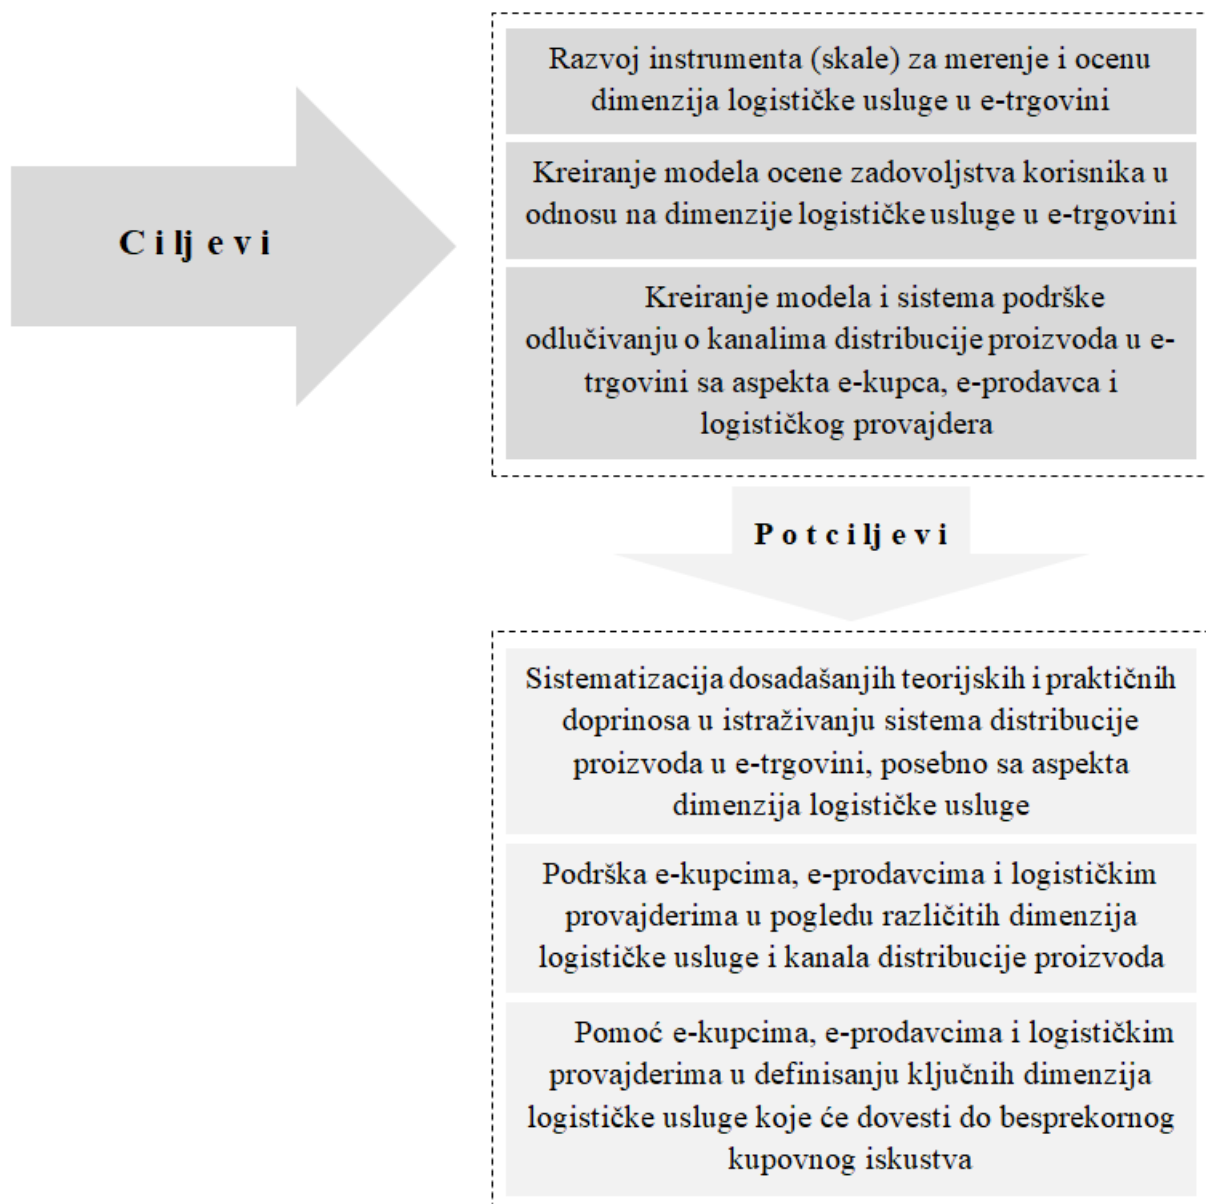 Razvoj instrumenta (skale) za merenje i ocenu
dimenzija logističke usluge u e-trgovini
Kreiranje modela ocene zadovoljstva korisnika u
odnosu na dimenzije logističke usluge u e-trgovini
Ciljevi
Kreiranje modela i sistema podrške
odlučivanju o kanalima distribucije proizvoda u e-
trgovini sa aspekta e-kupca, e-prodavca i
logističkog provajdera
Potciljevi
Sistematizacija dosadašanjih teorijskih i praktičnih
doprinosa u istraživanju sistema distribucije
proizvoda u e-trgovini, posebno sa aspekta
dimenzija logističke usluge
Podrška e-kupcima, e-prodavcima i logističkim
provajderima u pogledu različitih dimenzija
logističke usluge i kanala distribucije proizvoda
Pomoć e-kupcima, e-prodavcima i logističkim
provajderima u definisanju ključnih dimenzija
logističke usluge koje će dovesti do besprekornog
kupovnog iskustva